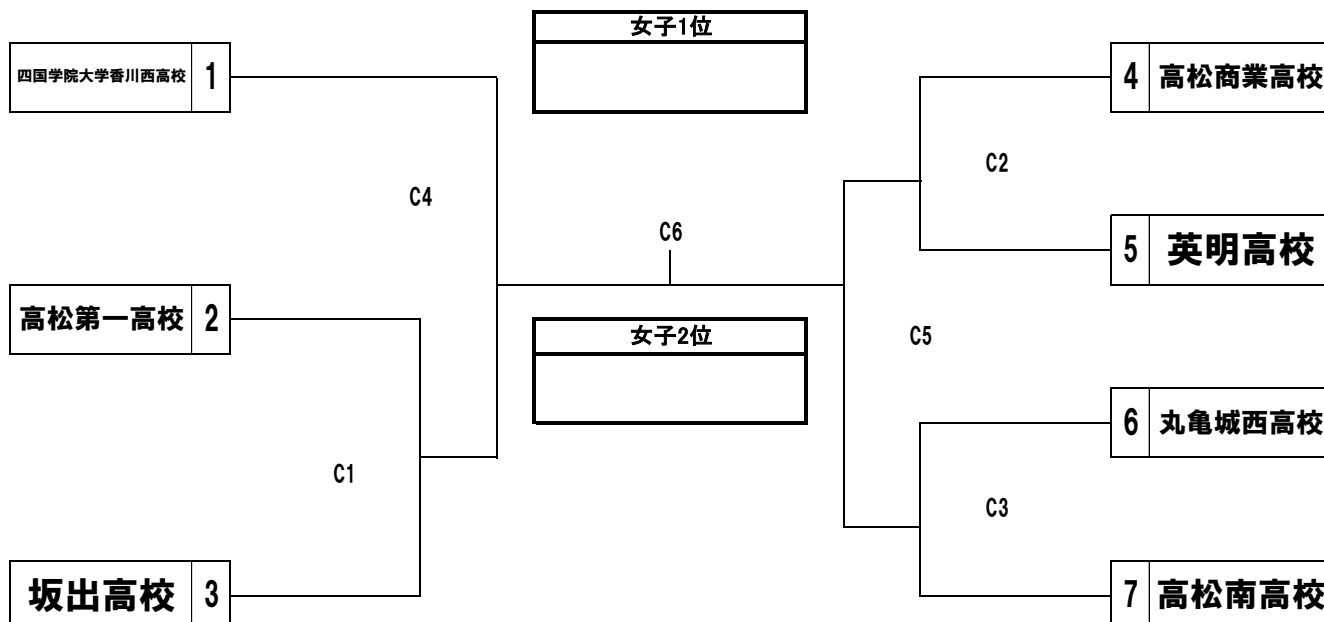 女子1位
四国学院大学香川西高校 1
4 高松商業高校
C2
C4
C6
5 英明高校
高松第一高校 2
女子2位
C5
6 丸亀城西高校
C1
C3
坂出高校 3
7 高松南高校